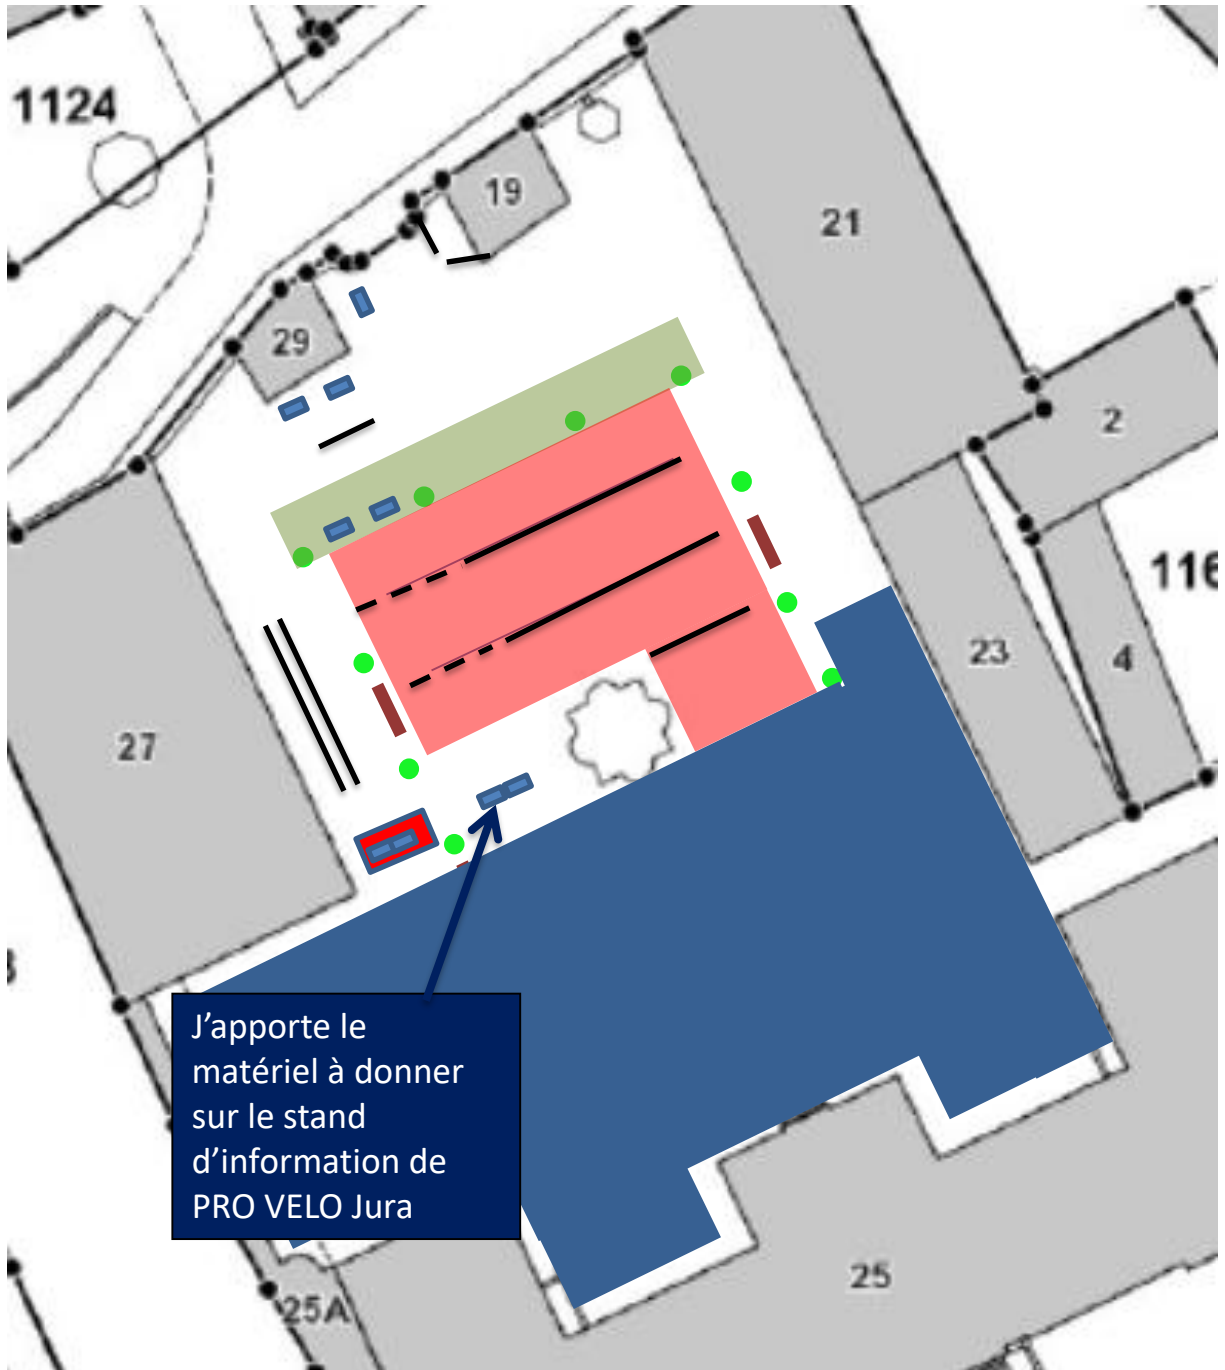 1124
19
21
29
2
116
23
4
27
J’apporte le
matériel à donner
sur le stand
d’information de
PRO VELO Jura
25
25A